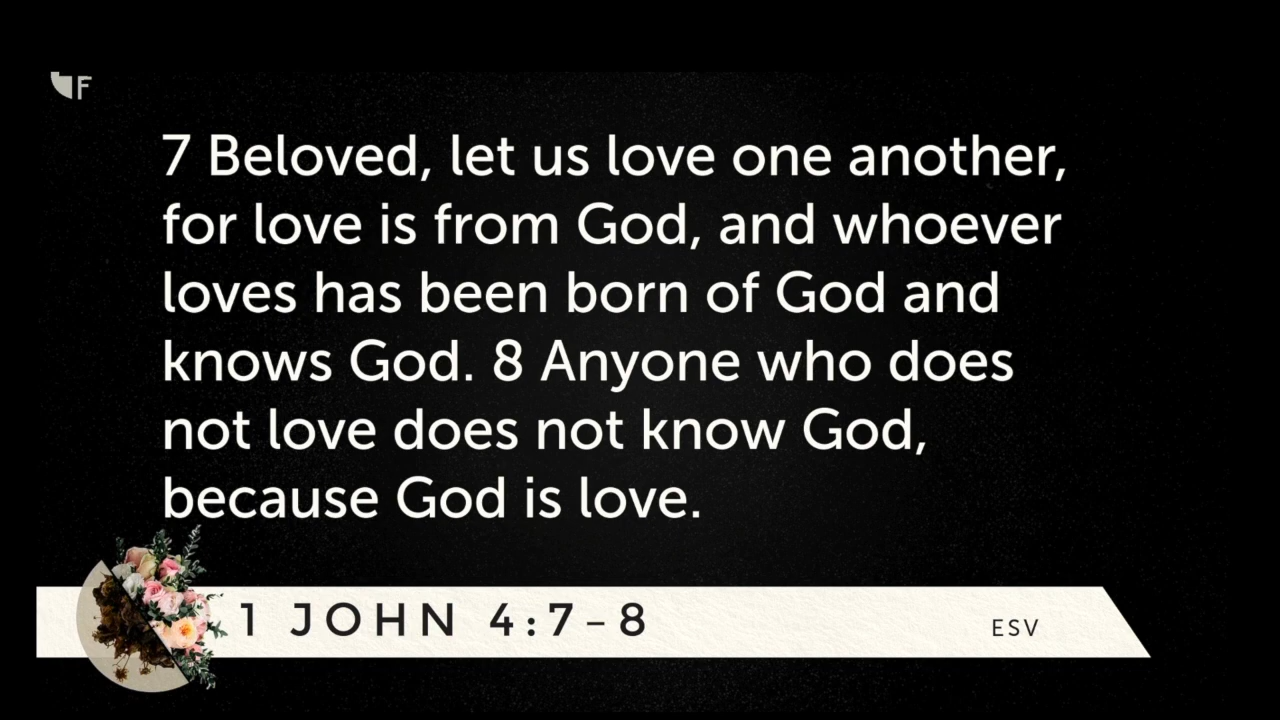 F
7 Beloved, let us love one another,
for love is from God, and whoever
loves has been born of God and
knows God. 8 Anyone who does
not love does not know God,
because God is love.
1 JOHN 4:7–8
ESV